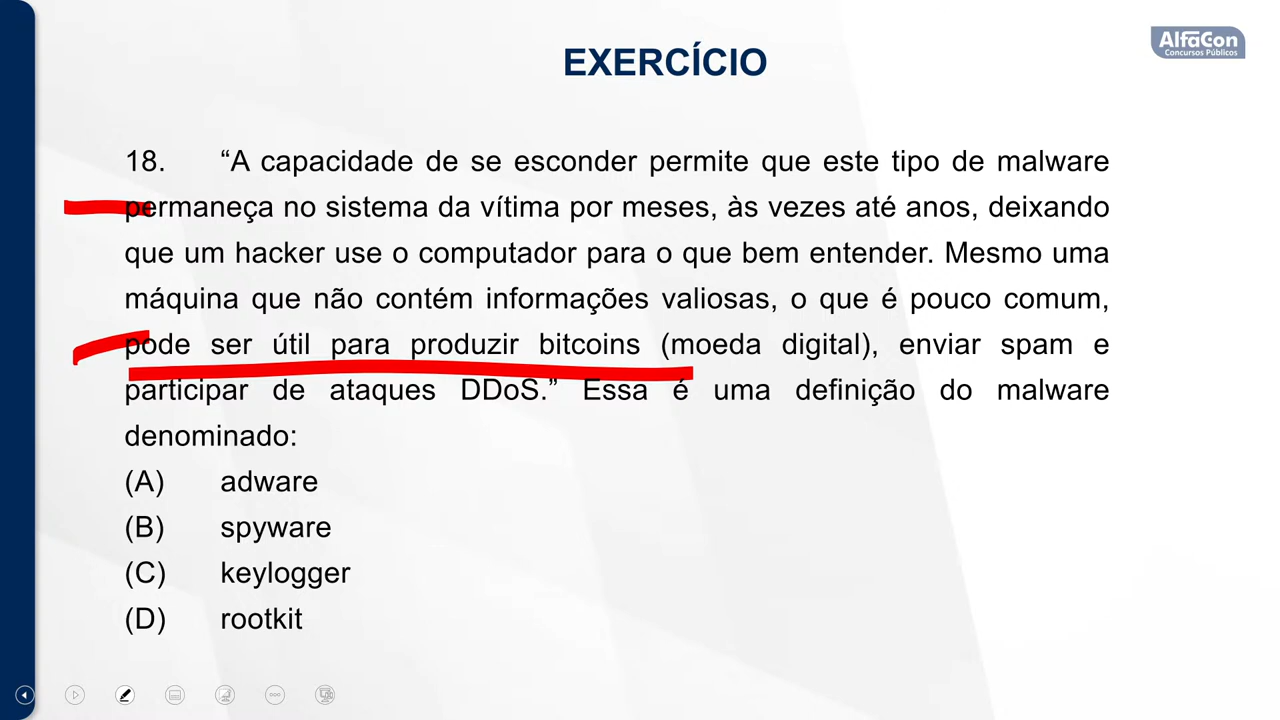 AlfaCon
Concursos Públicos
EXERCÍCIO
18. “A capacidade de se esconder permite que este tipo de malware
permaneça no sistema da vítima por meses, às vezes até anos, deixando
que um hacker use o computador para o que bem entender. Mesmo uma
máquina que não contém informações valiosas, o que é pouco comum,
pode ser útil para produzir bitcoins (moeda digital), enviar spam e
participar de ataques DDoS.” Essa é uma definição do malware
denominado:
(A) adware
(B) spyware
(C) keylogger
(D) rootkit